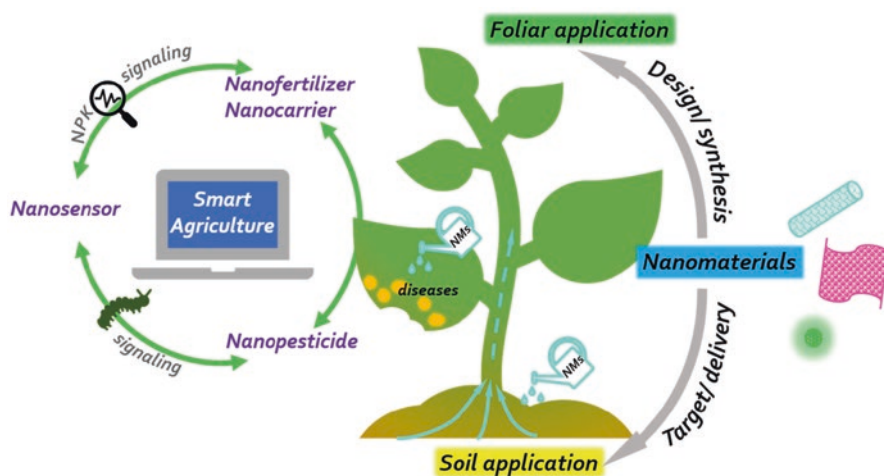 Foliar application
signaling
NPK
Nanofertilizer
Nanocarrier
Design/ synthesis
Nanosensor
Smart
Agriculture
NMs
diseases
Nanomaterials
signaling
Nanopesticide
NMs
Target/ delivery
Soil application